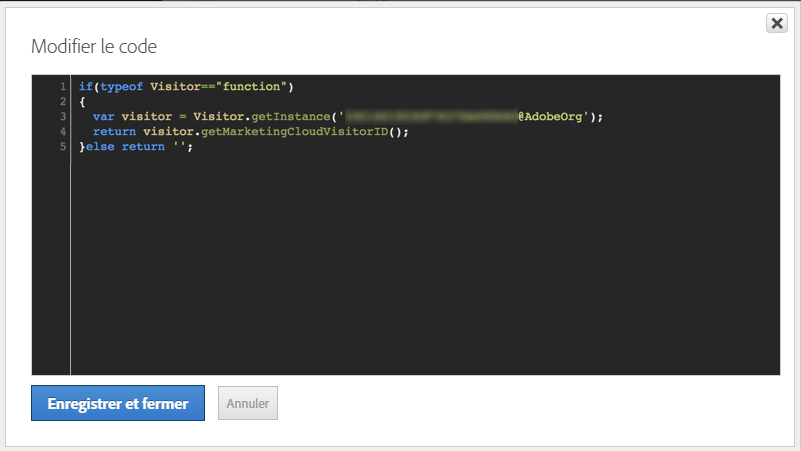 Modifier le code
1 if(typeof Visitor=="function")
2 {
3 var visitor = Visitor.getInstance(' @AdobeOrg');
4 return visitor.getMarketingCloudVisitorID();
5 }else return '';
Enregistrer et fermer Annuler